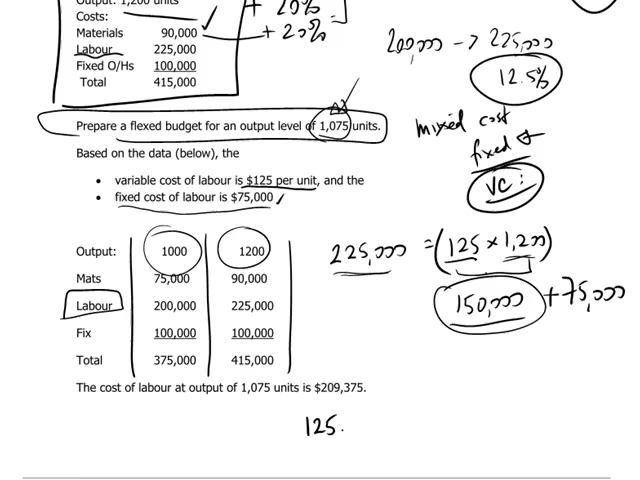 Output: 1,200 units
+ 20%
Costs:
Materials 90,000
+ 20%
Labour 225,000
Fixed O/Hs 100,000
Total 415,000
200,000 -> 225,000
12.5%
Prepare a flexed budget for an output level of 1,075 units.
mixed cost
fixed &
VC:
Based on the data (below), the
• variable cost of labour is $125 per unit, and the
• fixed cost of labour is $75,000
Output: 1000 1200
225,000 = (125 × 1,200)
Mats 75,000 90,000
Labour 200,000 225,000
150,000 + 75,000
Fix 100,000 100,000
Total 375,000 415,000
The cost of labour at output of 1,075 units is $209,375.
125.